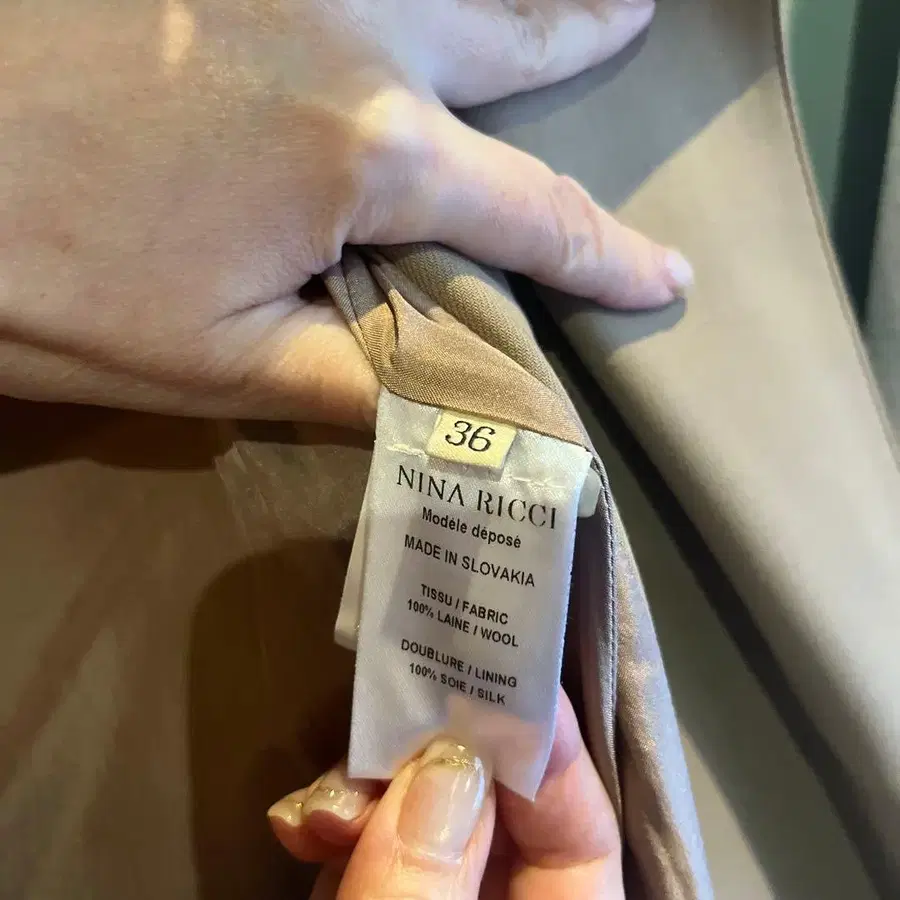 36
NINA RICCI
Modèle déposé
MADE IN SLOVAKIA
TISSU / FABRIC
100% LAINE / WOOL
DOUBLURE / LINING
100% SOIE / SILK